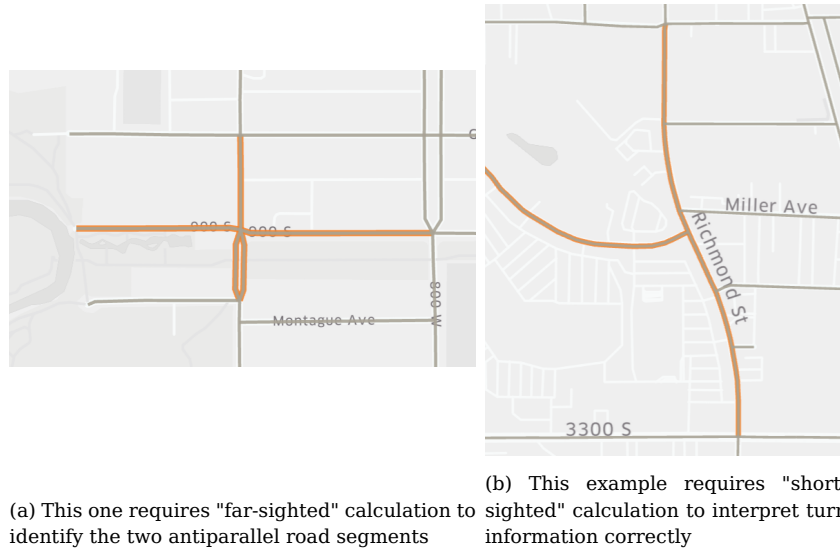 900 S
900 S
800 W
Montague Ave
Miller Ave
Richmond St
3300 S
(a) This one requires "far-sighted" calculation to
identify the two antiparallel road segments
(b) This example requires "short
sighted" calculation to interpret turn
information correctly